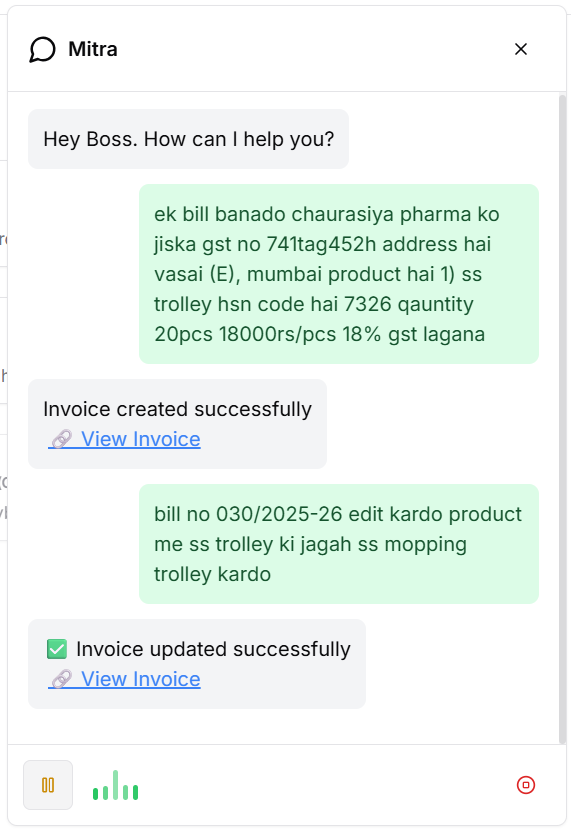 Mitra
Hey Boss. How can I help you?
ek bill banado chaurasiya pharma ko
jiska gst no 741tag452h address hai
vasai (E), mumbai product hai 1) ss
trolley hsn code hai 7326 qauntity
20pcs 18000rs/pcs 18% gst lagana
Invoice created successfully
🔗 View Invoice
bill no 030/2025-26 edit kardo product
me ss trolley ki jagah ss mopping
trolley kardo
✅ Invoice updated successfully
🔗 View Invoice